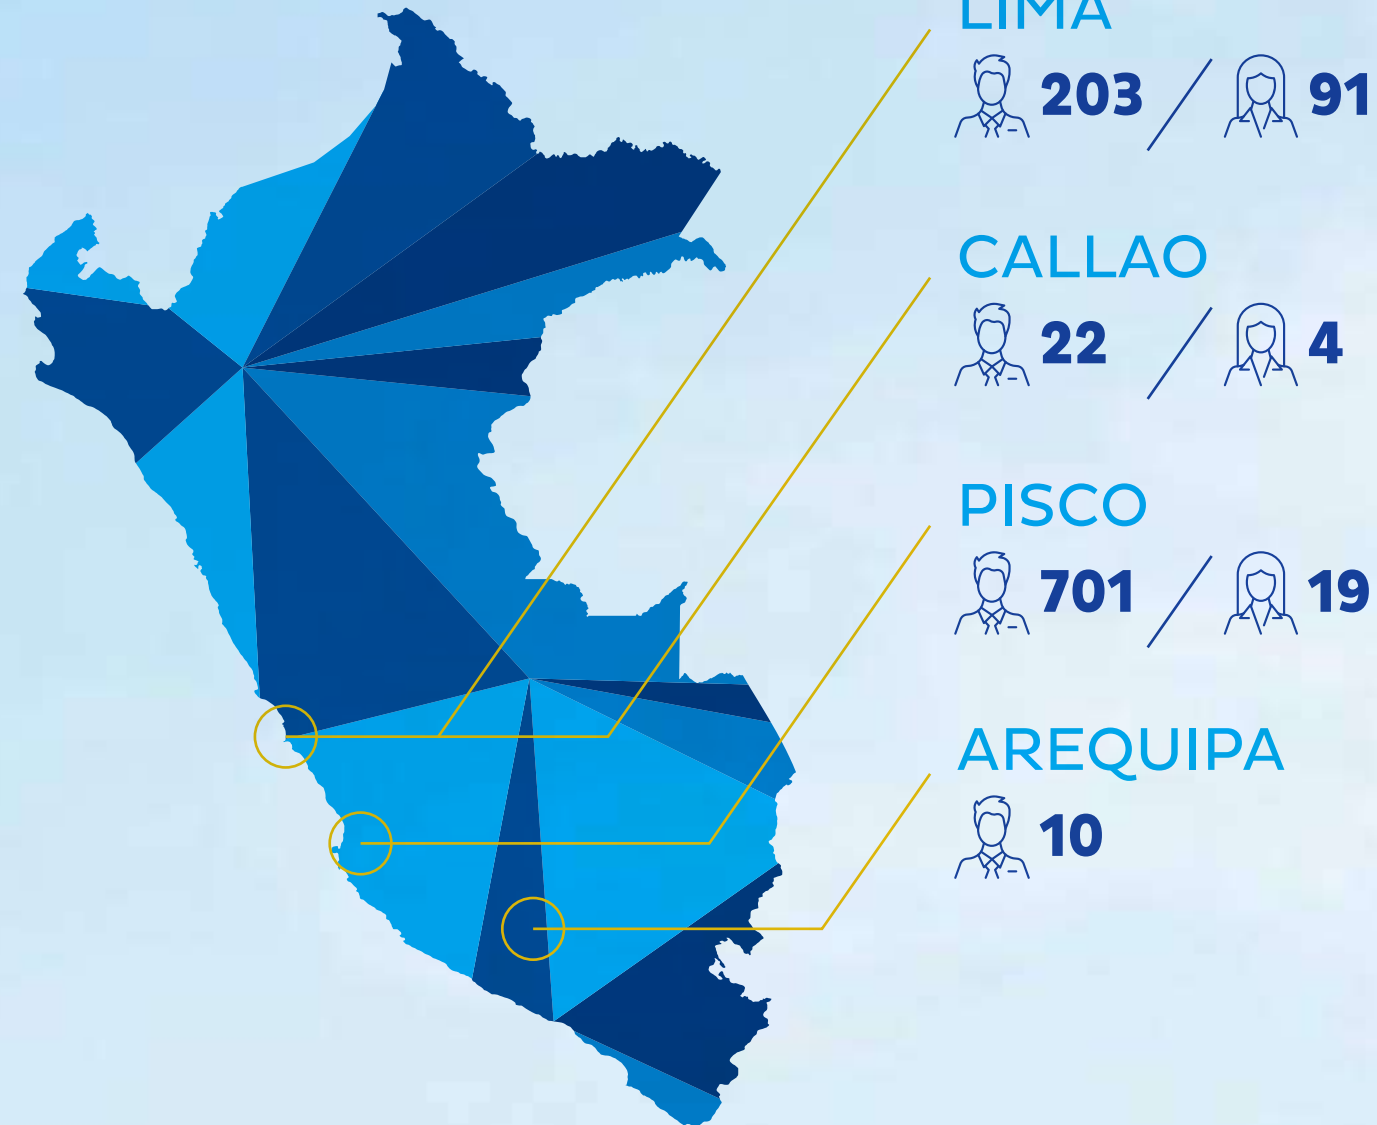 LIMA
203 / 91
CALLAO
22 / 4
PISCO
701 / 19
AREQUIPA
10